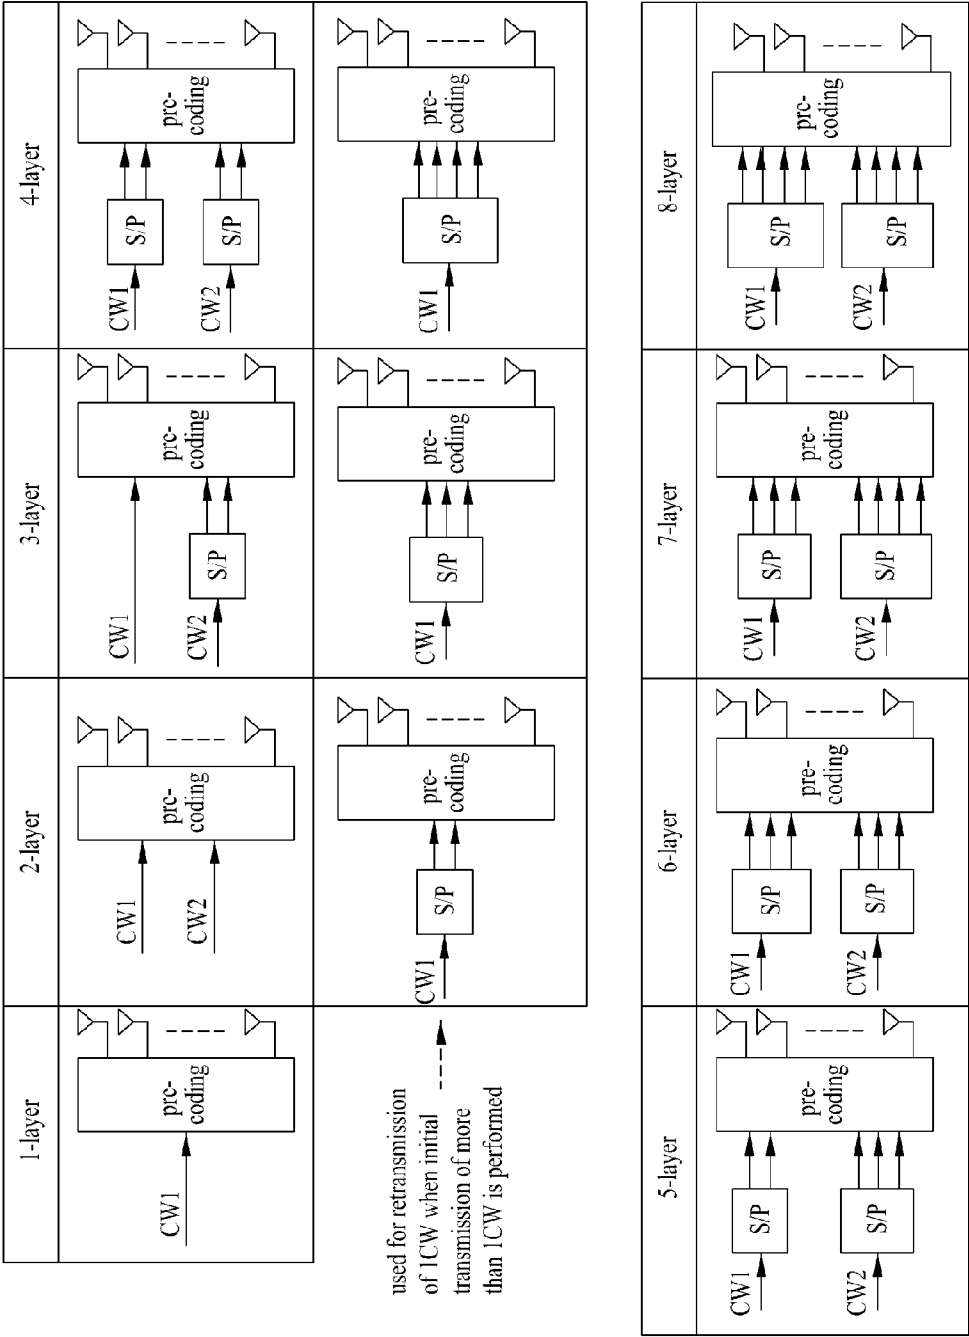 1-layer
2-layer
3-layer
4-layer
CW1
pre-
coding
CW1
CW2
pre-
coding
CW1
CW2
S/P
pre-
coding
CW1
S/P
CW2
S/P
pre-
coding
used for retransmission
of 1CW when initial
transmission of more
than 1CW is performed
CW1
S/P
pre-
coding
CW1
S/P
pre-
coding
CW1
S/P
pre-
coding
5-layer
6-layer
7-layer
8-layer
CW1
S/P
CW2
S/P
pre-
coding
CW1
S/P
CW2
S/P
pre-
coding
CW1
S/P
CW2
S/P
pre-
coding
CW1
S/P
CW2
S/P
pre-
coding